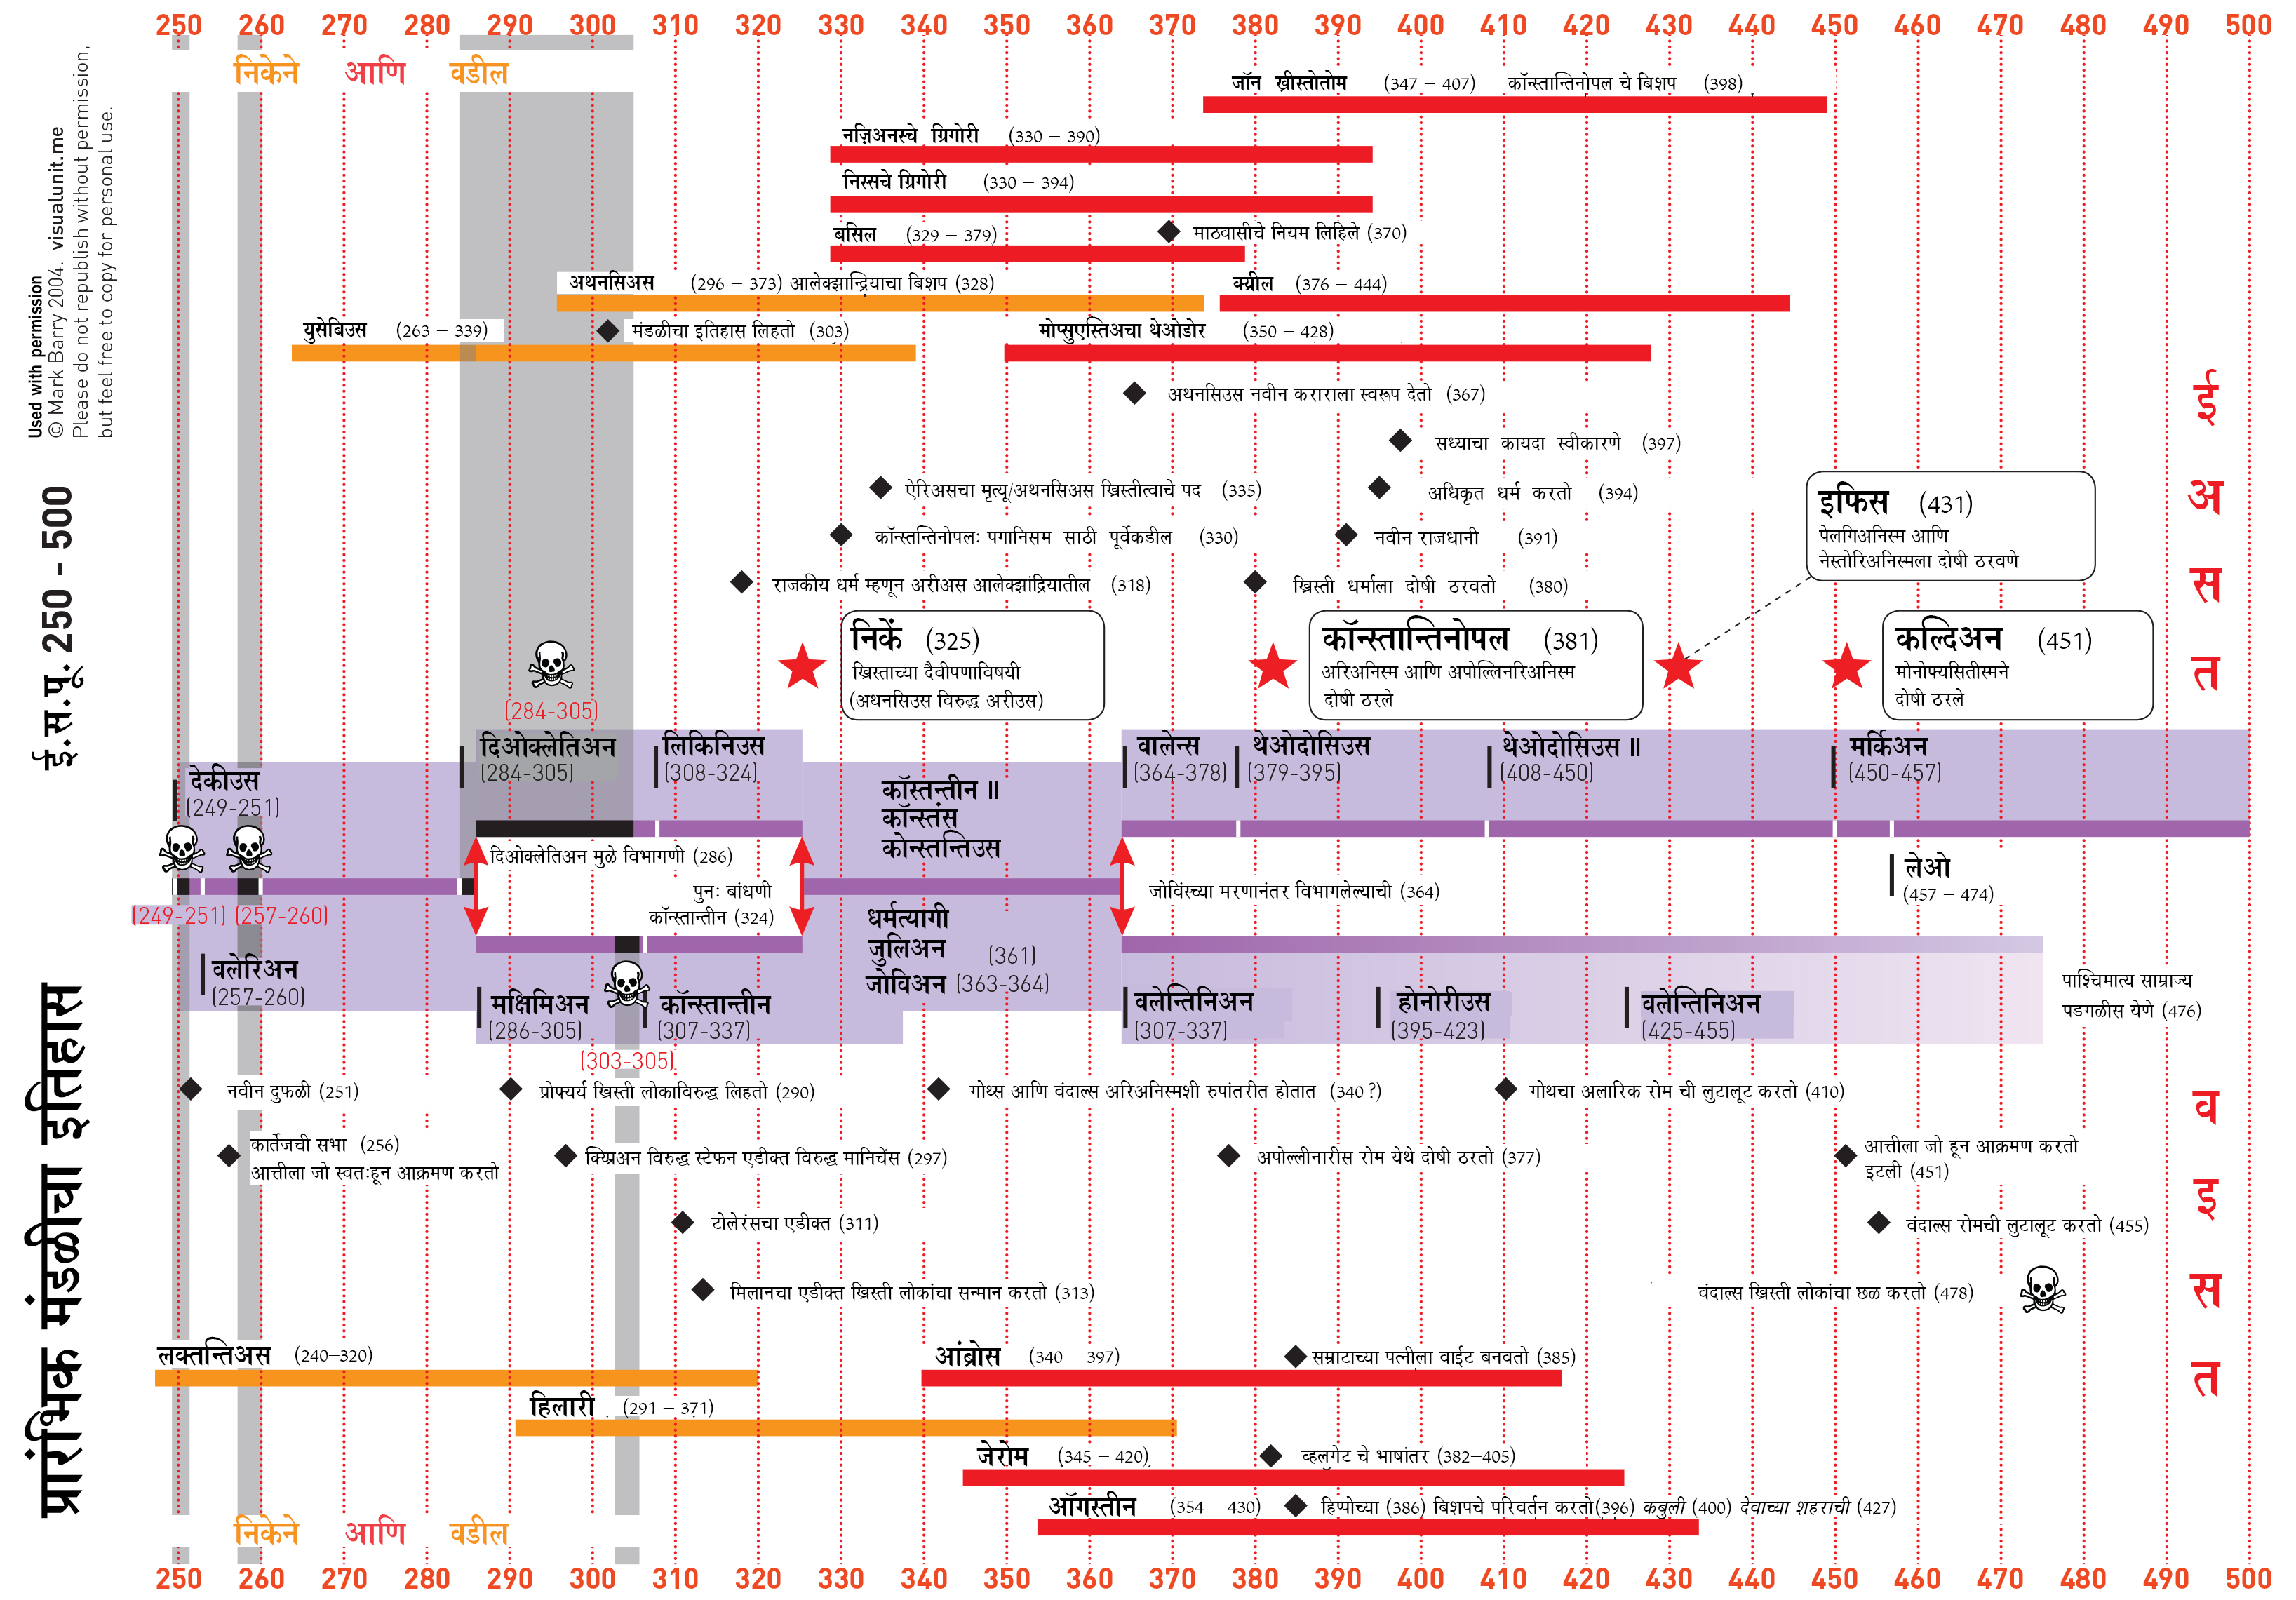 250 260 270 280 290 300 310 320 330 340 350 360 370 380 390 400 410 420 430 440 450 460 470 480 490 500
निकेने आणि वडील
Used with permission
© Mark Barry 2004. visualunit.me
Please do not republish without permission,
but feel free to copy for personal use.
ई.स.पू. 250 - 500
प्रारंभिक मंडळीचा इतिहास
जॉन ख्रीस्तोतोम (347 – 407) कॉन्स्तान्तिनोपल चे बिशप (398)
नज़िअनस्चे ग्रिगोरी (330 – 390)
निस्सचे ग्रिगोरी (330 – 394)
बसिल (329 – 379)
माठवासीचे नियम लिहिले (370)
अथनसिअस (296 – 373) आलेक्झान्द्रियाचा बिशप (328)
क्य्रील (376 – 444)
युसेबिउस (263 – 339)
मंडळीचा इतिहास लिहतो (303)
मोप्सुएस्तिअचा थेओडोर (350 – 428)
अथनसिउस नवीन कराराला स्वरूप देतो (367)
सध्याचा कायदा स्वीकारणे (397)
ऐरिअसचा मृत्यू/अथनसिअस ख्रिस्तीत्वाचे पद (335)
अधिकृत धर्म करतो (394)
कॉन्स्तन्तिनोपलः पगानिसम साठी पूर्वेकडील (330)
नवीन राजधानी (391)
राजकीय धर्म म्हणून अरीअस आलेक्झांद्रियातील (318)
ख्रिस्ती धर्माला दोषी ठरवतो (380)
इफिस (431)
पेलगिअनिस्म आणि
नेस्तोरिअनिस्मला दोषी ठरवणे
ईअसत
निकें (325)
ख्रिस्ताच्या दैवीपणाविषयी
(अथनसिउस विरुद्ध अरीउस)
कॉन्स्तान्तिनोपल (381)
अरिअनिस्म आणि अपोल्लिनरिअनिस्म
दोषी ठरले
कल्दिअन (451)
मोनोफ्यसितीस्मने
दोषी ठरले
(284-305)
देकीउस
(249-251)
दिओक्लेतिअन
(284-305)
लिकिनिउस
(308-324)
कॉस्तन्तीन II
कॉन्स्तंस
कोन्स्तन्तिउस
वालेन्स
(364-378)
थेओदोसिउस
(379-395)
थेओदोसिउस II
(408-450)
मर्किअन
(450-457)
दिओक्लेतिअन मुळे विभागणी (286)
पुनः बांधणी
कॉन्स्तान्तीन (324)
जोविंस्च्या मरणानंतर विभागलेल्याची (364)
लेओ
(457 – 474)
(249-251) (257-260)
धर्मत्यागी
जुलिअन (361)
जोविअन (363-364)
वलेरिअन
(257-260)
मक्षिमिअन
(286-305)
कॉन्स्तान्तीन
(307-337)
(303-305)
वलेन्तिनिअन
(307-337)
होनोरीउस
(395-423)
वलेन्तिनिअन
(425-455)
पाश्चिमात्य साम्राज्य
पडगळीस येणे (476)
नवीन दुफळी (251)
प्रोफ्यर्य ख्रिस्ती लोकाविरुद्ध लिहतो (290)
गोथ्स आणि वंदाल्स अरिअनिस्मशी रुपांतरीत होतात (340 ?)
गोथचा अलारिक रोम ची लुटालूट करतो (410)
वइसत
कार्तेजची सभा (256)
आत्तीला जो स्वतःहून आक्रमण करतो
क्य्प्रिअन विरुद्ध स्टेफन एडीक्त विरुद्ध मानिचेंस (297)
अपोल्लीनारीस रोम येथे दोषी ठरतो (377)
आत्तीला जो हून आक्रमण करतो
इटली (451)
टोलेरंसचा एडीक्त (311)
वंदाल्स रोमची लुटालूट करतो (455)
मिलानचा एडीक्त ख्रिस्ती लोकांचा सन्मान करतो (313)
वंदाल्स ख्रिस्ती लोकांचा छळ करतो (478)
लक्तन्तिअस (240–320)
आंब्रोस (340 – 397)
सम्राटाच्या पत्नीला वाईट बनवतो (385)
हिलारी (291 – 371)
जेरोम (345 – 420)
व्हलगेट चे भाषांतर (382–405)
ऑगस्तीन (354 – 430)
हिप्पोच्या (386) बिशपचे परिवर्तन करतो(396) कबुली (400) देवाच्या शहराची (427)
निकेने आणि वडील
250 260 270 280 290 300 310 320 330 340 350 360 370 380 390 400 410 420 430 440 450 460 470 480 490 500